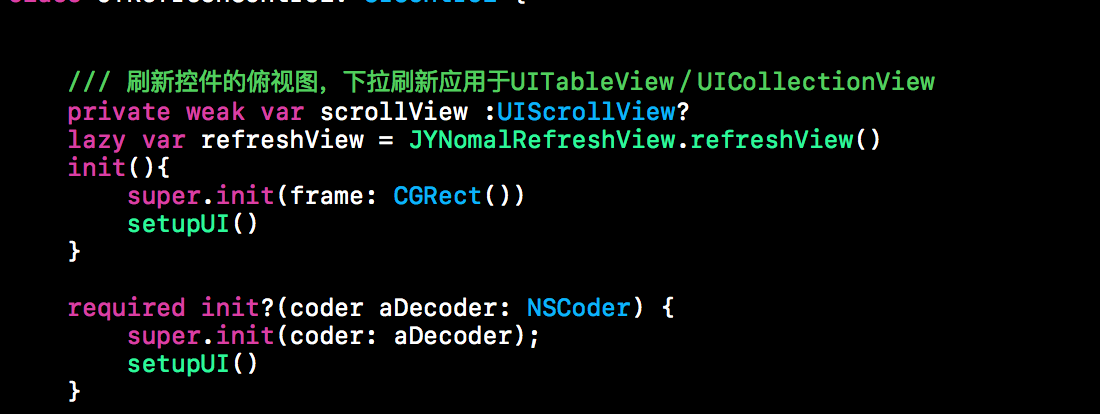 /// 刷新控件的俯视图，下拉刷新应用于UITableView／UICollectionView
private weak var scrollView :UIScrollView?
lazy var refreshView = JYNomalRefreshView.refreshView()
init(){
super.init(frame: CGRect())
setupUI()
}
required init?(coder aDecoder: NSCoder) {
super.init(coder: aDecoder);
setupUI()
}